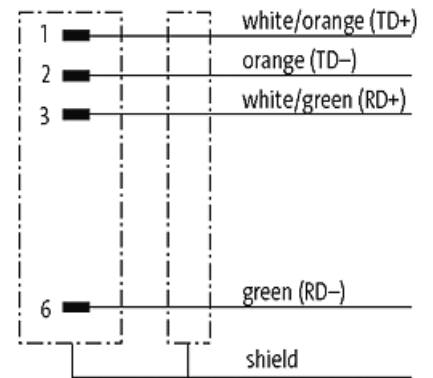 1 white/orange (TD+)
2 orange (TD–)
3 white/green (RD+)
6 green (RD–)
shield